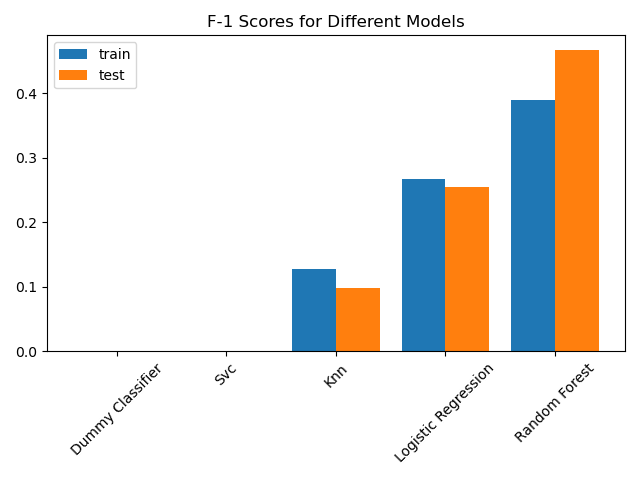 F-1 Scores for Different Models
train
test
0.4
0.3
0.2
0.1
0.0
Dummy Classifier
Svc
Knn
Logistic Regression
Random Forest